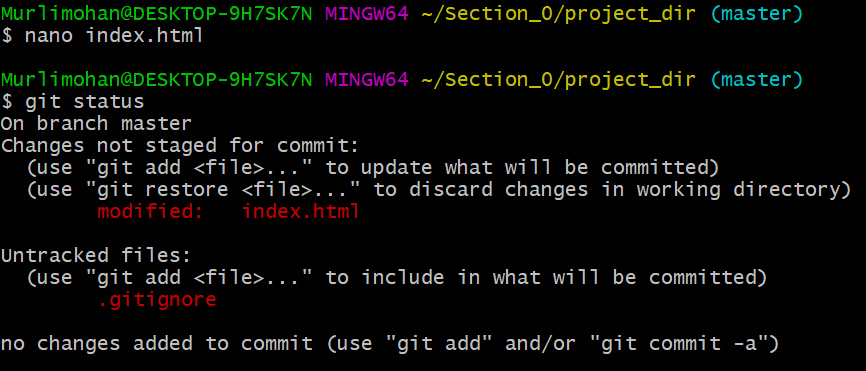 Murlimohan@DESKTOP-9H7SK7N MINGW64 ~/Section_0/project_dir (master)
$ nano index.html
Murlimohan@DESKTOP-9H7SK7N MINGW64 ~/Section_0/project_dir (master)
$ git status
On branch master
Changes not staged for commit:
  (use "git add <file>..." to update what will be committed)
  (use "git restore <file>..." to discard changes in working directory)
        modified:   index.html
Untracked files:
  (use "git add <file>..." to include in what will be committed)
        .gitignore
no changes added to commit (use "git add" and/or "git commit -a")